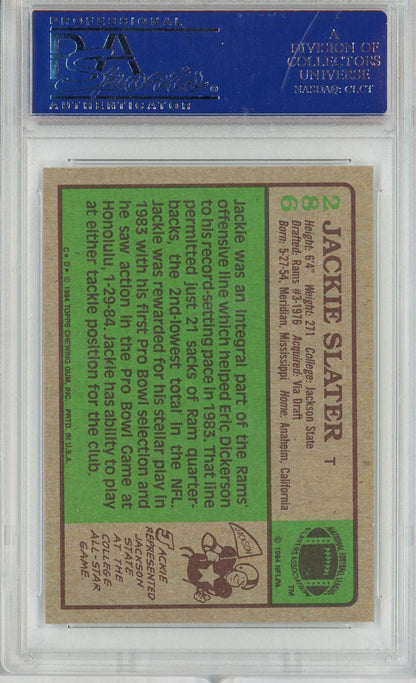 PROFESSIONAL
PSA
AUTHENTICATOR
A
DIVISION OF
COLLECTORS
UNIVERSE
NASDAQ: CLCT
286
JACKIE SLATER T
Height: 6'4" Weight: 271 College: Jackson State
Drafted: Rams #3-1976 Acquired: Via Draft
Born: 5-27-54, Meridian, Mississippi Home: Anaheim, California
NATIONAL FOOTBALL LEAGUE
PLAYERS ASSOCIATION
TM
© 1984 NFLPA
Jackie was an integral part of the Rams'
offensive line which helped Eric Dickerson
to his record-setting pace in 1983. That line
permitted just 21 sacks of Ram quarter-
backs, the 2nd-lowest total in the NFL.
Jackie was rewarded for his stellar play in
1983 with his first Pro Bowl selection and
he saw action in the Pro Bowl Game at
Honolulu, 1-29-84. Jackie has ability to play
at either tackle position for the club.
JACKSON
JACKIE
REPRESENTED
JACKSON
STATE
AT THE
COLLEGE
ALL-STAR
GAME.
C★D★ © 1984 TOPPS CHEWING GUM, INC. PRTD. IN U.S.A.